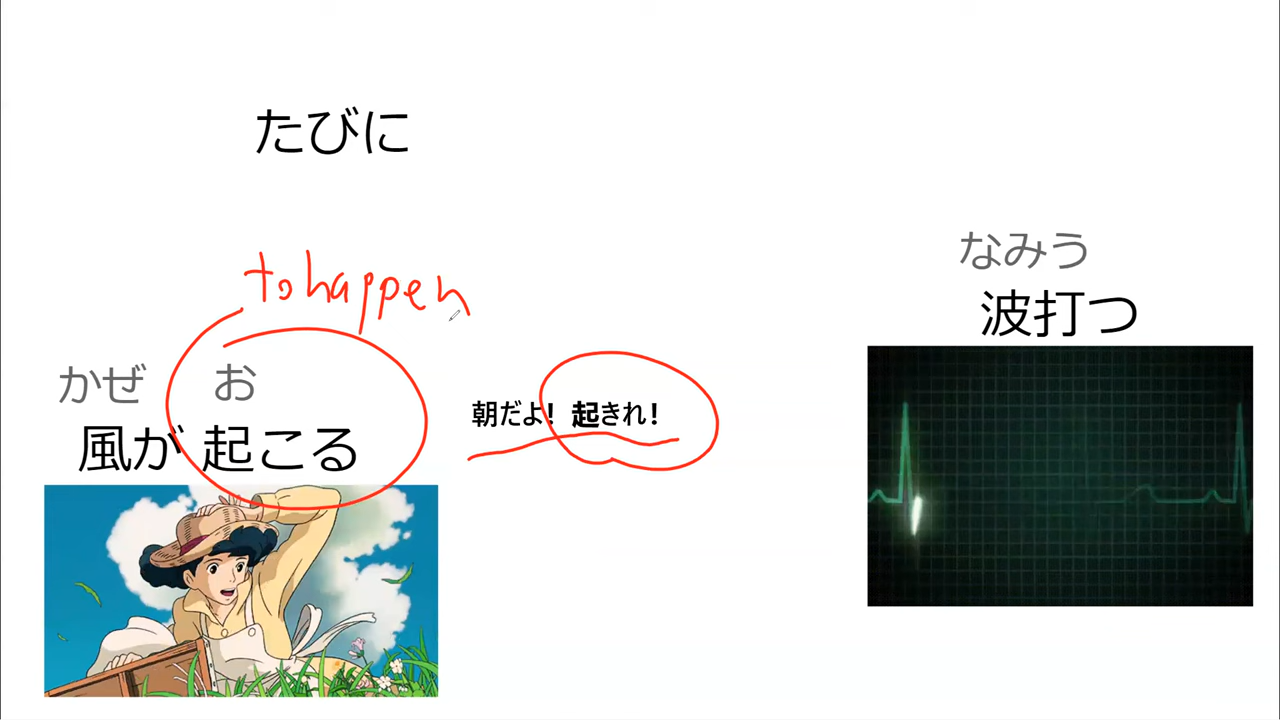 たびに
to happen
なみう
波打つ
かぜ お
風が 起こる
朝だよ! 起きれ!